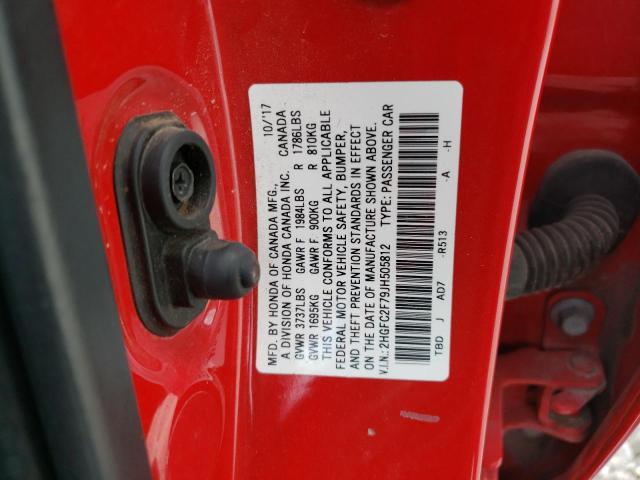 MFD. BY HONDA OF CANADA MFG., 10/'17
A DIVISION OF HONDA CANADA INC. CANADA
GVWR 3737LBS GAWR F 1984LBS R 1786LBS
GVWR 1695KG GAWR F 900KG R 810KG
THIS VEHICLE CONFORMS TO ALL APPLICABLE
FEDERAL MOTOR VEHICLE SAFETY, BUMPER,
AND THEFT PREVENTION STANDARDS IN EFFECT
ON THE DATE OF MANUFACTURE SHOWN ABOVE.
V.I.N.: 2HGFC2F79JH505812 TYPE: PASSENGER CAR
TBD J AD7 -R513 -A -H